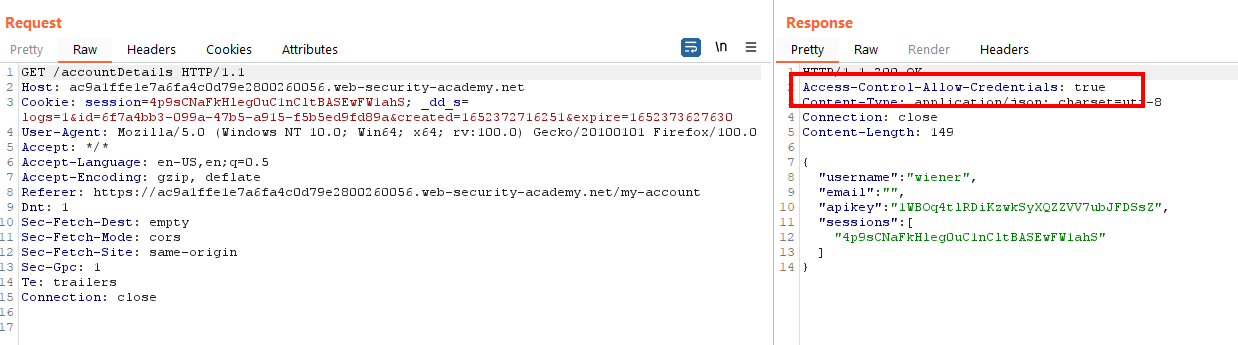 Request
Pretty Raw Headers Cookies Attributes \n
1 GET /accountDetails HTTP/1.1
2 Host: ac9a1ffe1e7a6fa4c0d79e2800260056.web-security-academy.net
3 Cookie: session=4p9sCNaFkHlegOuC1nCltBASEwFW1ahS; _dd_s=
logs=1&id=6f7a4bb3-099a-47b5-a915-f5b5ed9fd89a&created=1652372716251&expire=1652373627630
4 User-Agent: Mozilla/5.0 (Windows NT 10.0; Win64; x64; rv:100.0) Gecko/20100101 Firefox/100.0
5 Accept: */*
6 Accept-Language: en-US,en;q=0.5
7 Accept-Encoding: gzip, deflate
8 Referer: https://ac9a1ffe1e7a6fa4c0d79e2800260056.web-security-academy.net/my-account
9 Dnt: 1
10 Sec-Fetch-Dest: empty
11 Sec-Fetch-Mode: cors
12 Sec-Fetch-Site: same-origin
13 Sec-Gpc: 1
14 Te: trailers
15 Connection: close
16
17
Response
Pretty Raw Render Headers
1 HTTP/1.1 200 OK
2 Access-Control-Allow-Credentials: true
3 Content-Type: application/json; charset=utf-8
4 Connection: close
5 Content-Length: 149
6
7 {
8 "username":"wiener",
9 "email":"",
10 "apikey":"1WBOq4tlRDiKzwkSyXQZZVV7ubJFDSsZ",
11 "sessions":[
12 "4p9sCNaFkHlegOuC1nCltBASEwFW1ahS"
13 ]
14 }